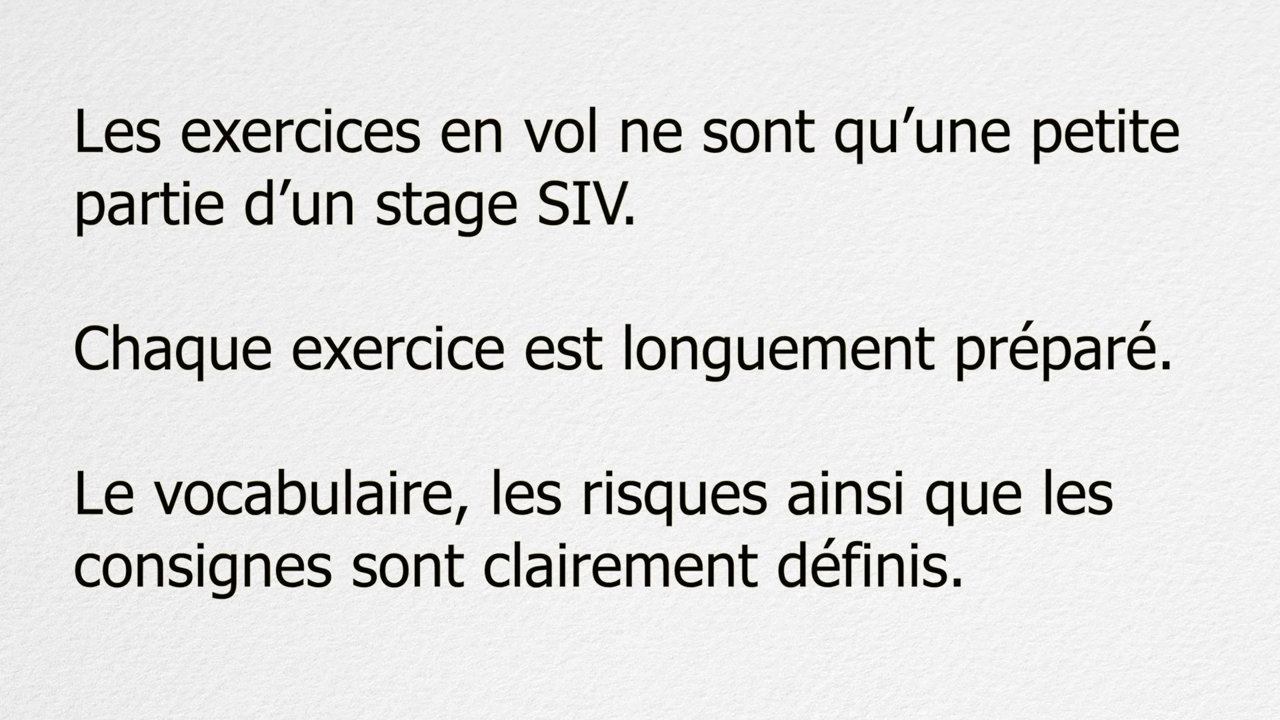 Les exercices en vol ne sont qu’une petite
partie d’un stage SIV.
Chaque exercice est longuement préparé.
Le vocabulaire, les risques ainsi que les
consignes sont clairement définis.